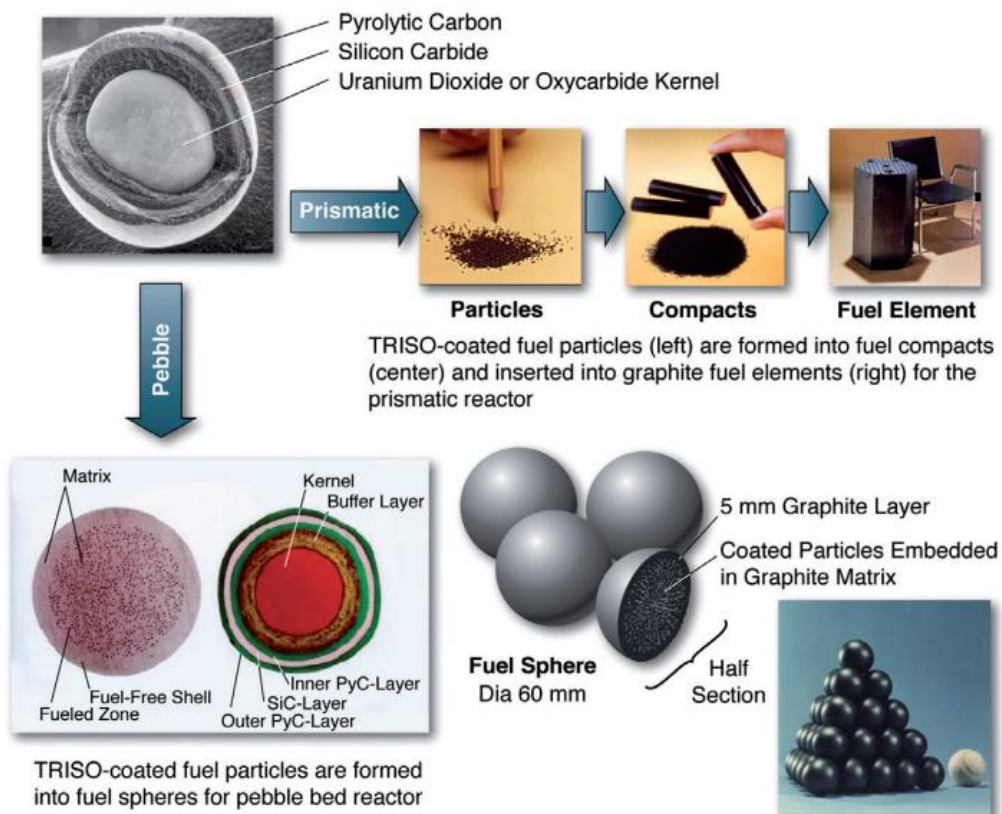 Pyrolytic Carbon
Silicon Carbide
Uranium Dioxide or Oxycarbide Kernel
Prismatic
Particles
Compacts
Fuel Element
TRISO-coated fuel particles (left) are formed into fuel compacts
(center) and inserted into graphite fuel elements (right) for the
prismatic reactor
Pebble
Matrix
Kernel
Buffer Layer
Fuel-Free Shell
Fueled Zone
Inner PyC-Layer
SiC-Layer
Outer PyC-Layer
TRISO-coated fuel particles are formed
into fuel spheres for pebble bed reactor
5 mm Graphite Layer
Coated Particles Embedded
in Graphite Matrix
Fuel Sphere
Dia 60 mm
Half
Section